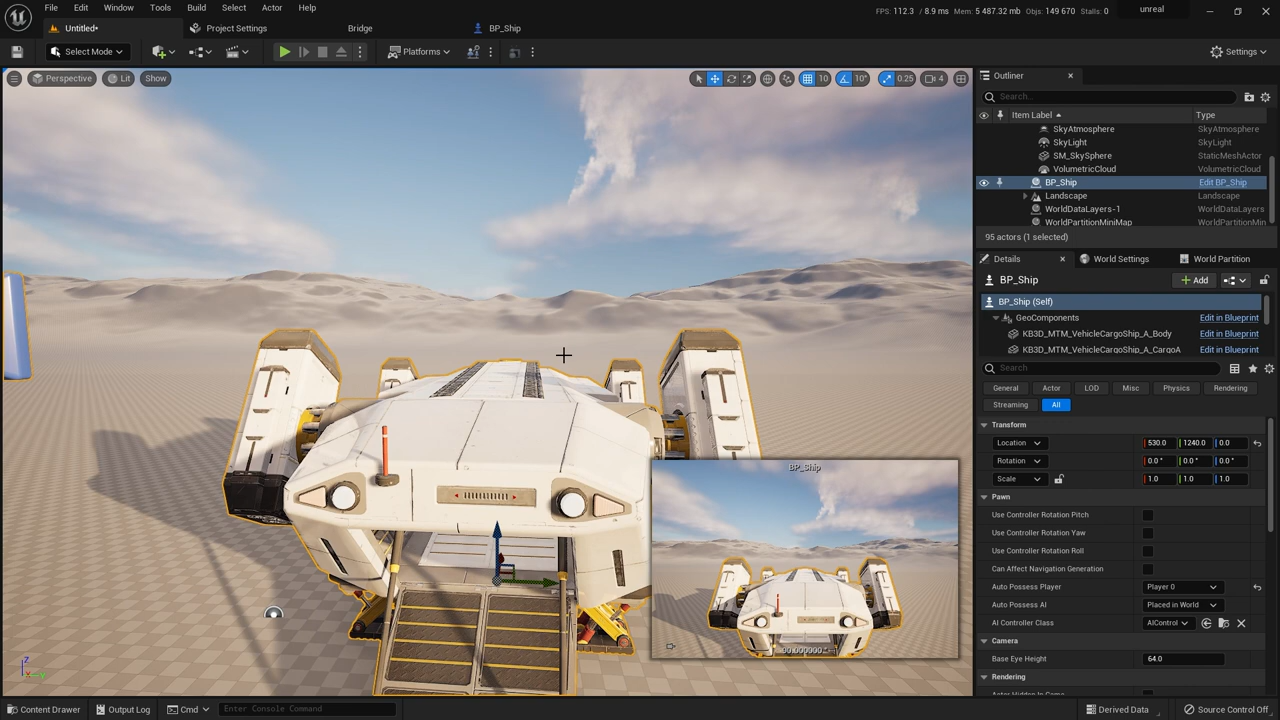 File Edit Window Tools Build Select Actor Help
FPS: 112.3 / 8.9 ms Mem: 5 487.32 mb Objs: 149 670 Stalls: 0
unreal
Untitled*
Project Settings
Bridge
BP_Ship
Select Mode
Platforms
Settings
Perspective
Lit
Show
10
10°
0.25
4
BP_Ship
90.000000
Outliner
Search...
Item Label
Type
SkyAtmosphere SkyAtmosphere
SkyLight SkyLight
SM_SkySphere StaticMeshActor
VolumetricCloud VolumetricCloud
BP_Ship Edit BP_Ship
Landscape Landscape
WorldDataLayers-1 WorldDataLayers
WorldPartitionMiniMap WorldPartitionMin
95 actors (1 selected)
Details
World Settings
World Partition
BP_Ship
Add
BP_Ship (Self)
GeoComponents Edit in Blueprint
KB3D_MTM_VehicleCargoShip_A_Body Edit in Blueprint
KB3D_MTM_VehicleCargoShip_A_CargoA Edit in Blueprint
Search
General Actor LOD Misc Physics Rendering
Streaming All
Transform
Location 530.0 1240.0 0.0
Rotation 0.0 ° 0.0 ° 0.0 °
Scale 1.0 1.0 1.0
Pawn
Use Controller Rotation Pitch
Use Controller Rotation Yaw
Use Controller Rotation Roll
Can Affect Navigation Generation
Auto Possess Player Player 0
Auto Possess AI Placed in World
AI Controller Class AIControl
Camera
Base Eye Height 64.0
Rendering
Actor Hidden In Game
Content Drawer
Output Log
Cmd
Enter Console Command
Derived Data
Source Control Off